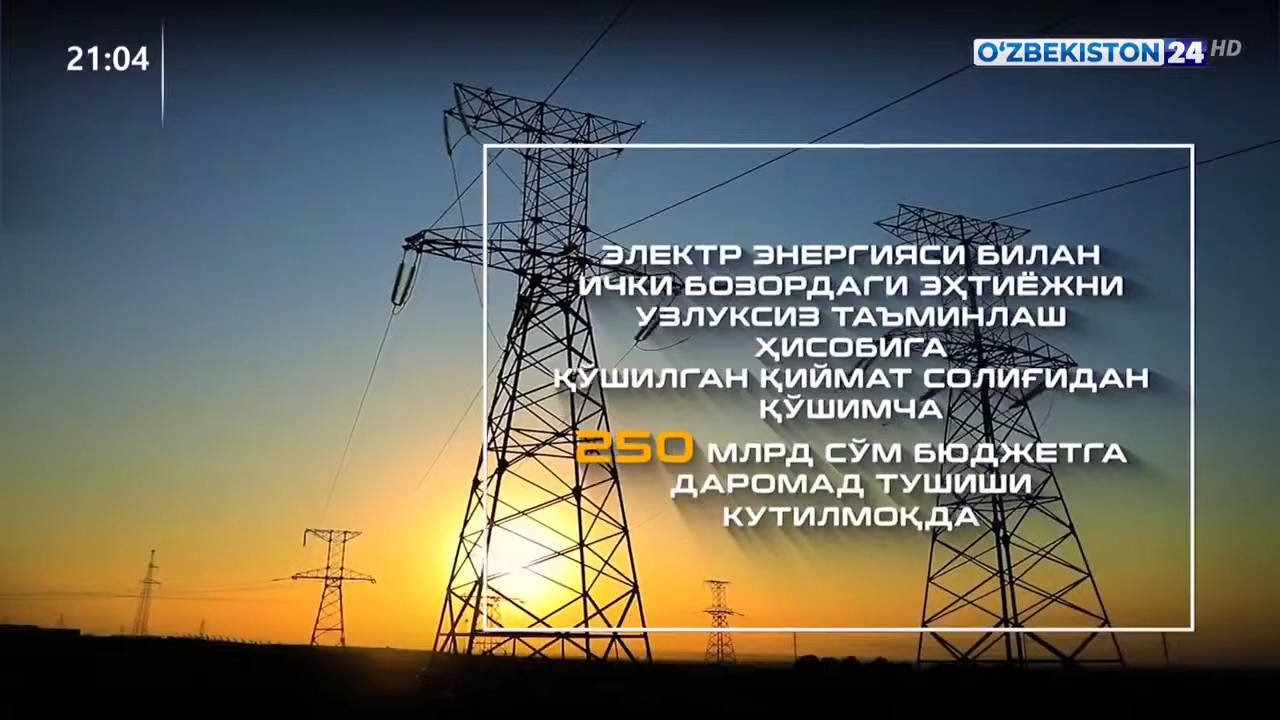 21:04
O‘ZBEKISTON 24 HD
ЭЛЕКТР ЭНЕРГИЯСИ БИЛАН
ИЧКИ БОЗОРДАГИ ЭҲТИЁЖНИ
УЗЛУКСИЗ ТАЪМИНЛАШ
ҲИСОБИГА
ҚЎШИЛГАН ҚИЙМАТ СОЛИҒИДАН
ҚЎШИМЧА
250 МЛРД СЎМ БЮДЖЕТГА
ДАРОМАД ТУШИШИ
КУТИЛМОҚДА